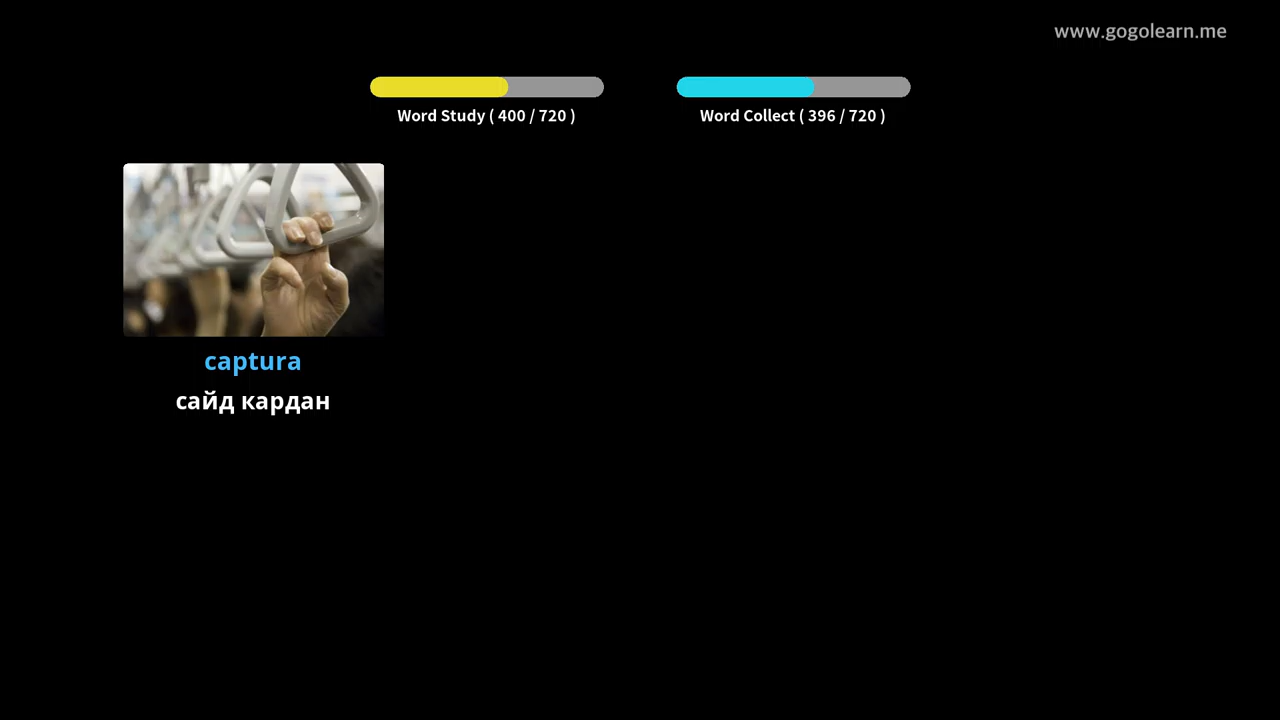 www.gogolearn.me
Word Study ( 400 / 720 )
Word Collect ( 396 / 720 )
captura
сайд кардан